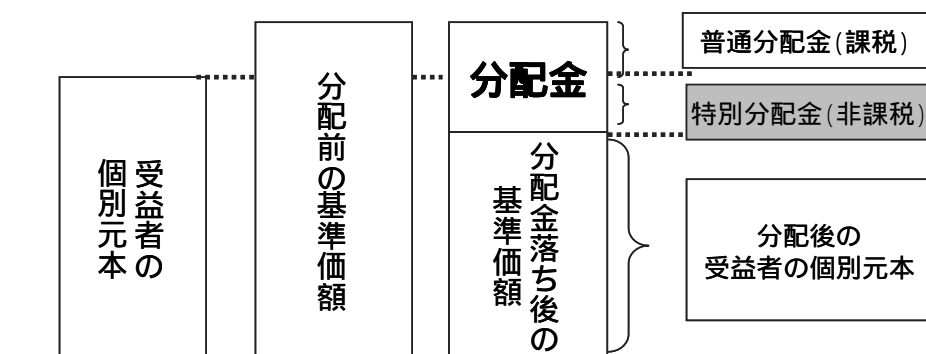 受益者の
個別元本
分配前の基準価額
分配金
分配金落ち後の
基準価額
普通分配金(課税)
特別分配金(非課税)
分配後の
受益者の個別元本